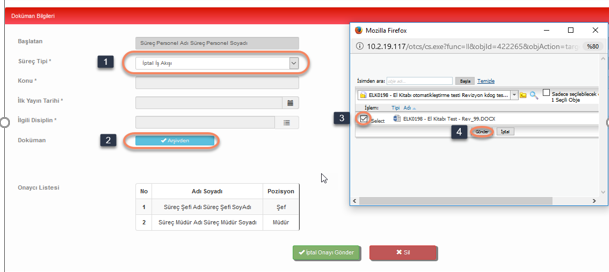 Doküman Bilgileri
Başlatan
Süreç Personel Adı Süreç Personel Soyadı
Süreç Tipi *
1
İptal İş Akışı
Konu *
İlk Yayın Tarihi *
İlgili Disiplin *
Doküman
2
Arşivden
Onaycı Listesi
No Adı Soyadı Pozisyon
1 Süreç Şefi Adı Süreç Şefi SoyAdı Şef
2 Süreç Müdür Adı Süreç Müdür Soyadı Müdür
İptal Onayı Gönder
Sil
Mozilla Firefox
10.2.19.117/otcs/cs.exe?func=ll&objId=422265&objAction=targ
%80
İsimden ara:
Başla
Temizle
ELK0198 - El Kitabı otomatikleştirme testi Revizyon kdog tes...
Sadece seçilebilecek
1 Seçili Obje
İşlem:
Tipi
Adı
3
Select
ELK0198 - El Kitabı Test - Rev_99.DOCX
4
Gönder
İptal